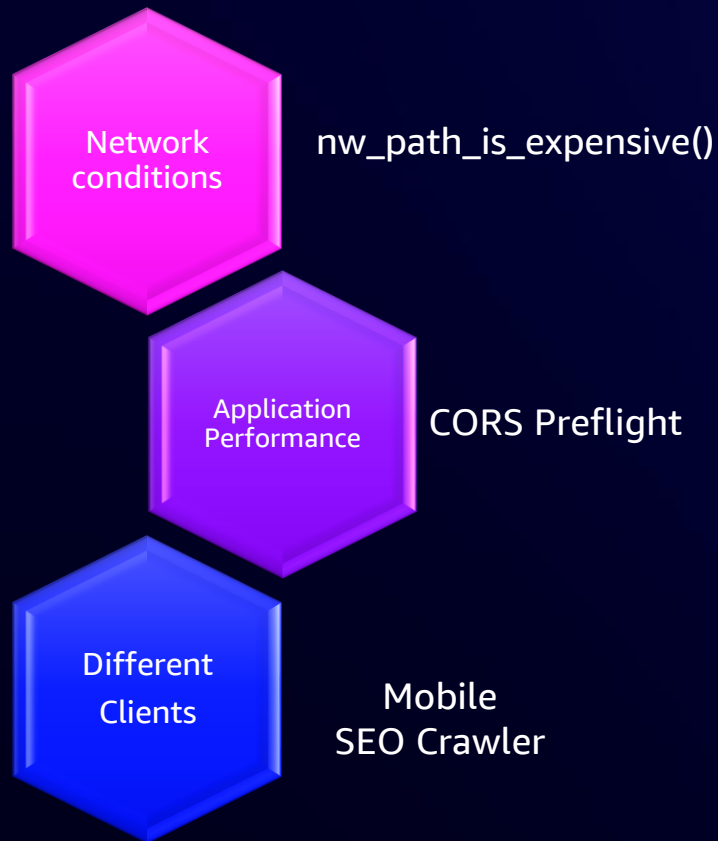 Network
conditions
nw_path_is_expensive()
Application
Performance
CORS Preflight
Different
Clients
Mobile
SEO Crawler